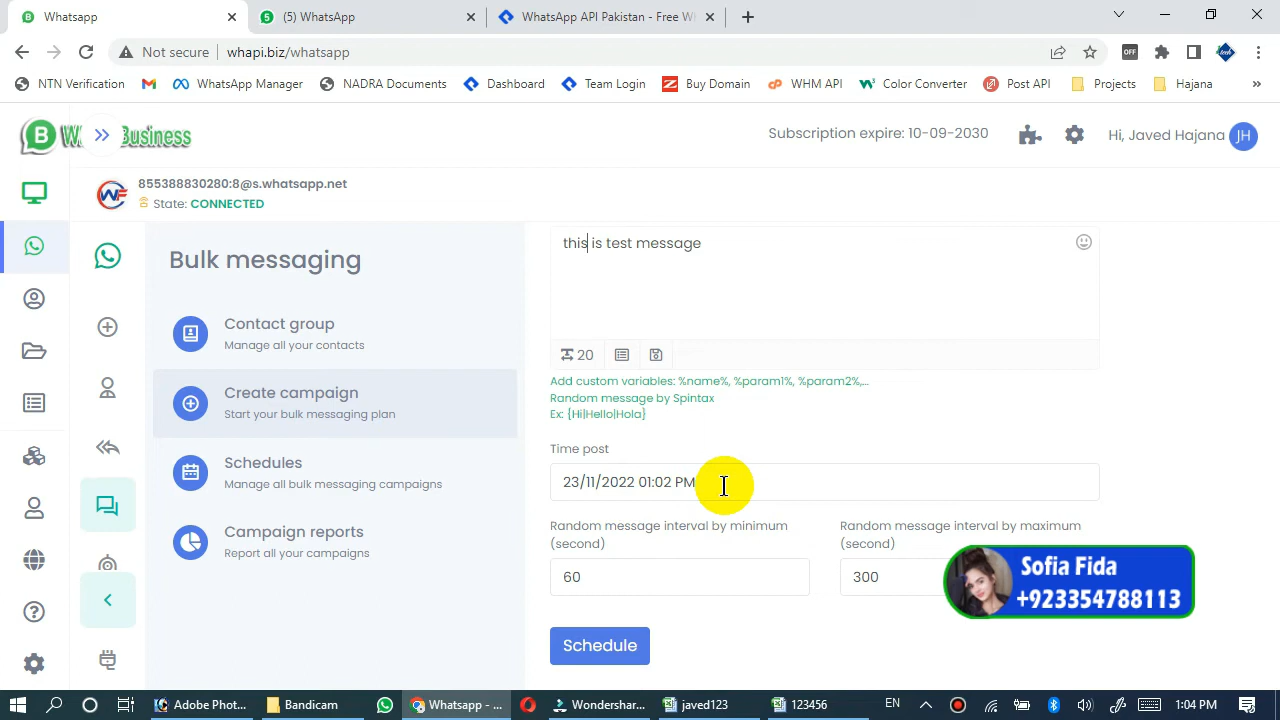 Whatsapp
(5) WhatsApp
WhatsApp API Pakistan - Free W
Not secure
whapi.biz/whatsapp
OFF
NTN Verification
WhatsApp Manager
NADRA Documents
Dashboard
Team Login
Buy Domain
WHM API
Color Converter
Post API
Projects
Hajana
»
Business
Subscription expire: 10-09-2030
Hi, Javed Hajana
JH
855388830280:8@s.whatsapp.net
State: CONNECTED
Bulk messaging
Contact group
Manage all your contacts
Create campaign
Start your bulk messaging plan
Schedules
Manage all bulk messaging campaigns
Campaign reports
Report all your campaigns
this is test message
20
Add custom variables: %name%, %param1%, %param2%,...
Random message by Spintax
Ex: {Hi|Hello|Hola}
Time post
23/11/2022 01:02 PM
Random message interval by minimum
(second)
60
Random message interval by maximum
(second)
300
Schedule
Sofia Fida
+923354788113
Adobe Phot...
Bandicam
Whatsapp - ...
Wondershar...
javed123
123456
EN
1:04 PM